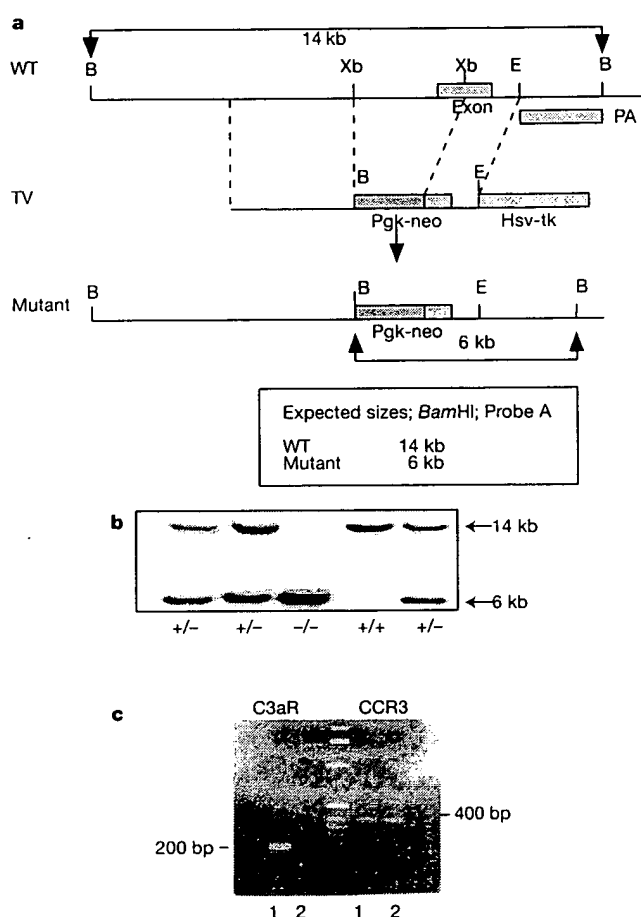 a
14 kb
WT B Xb Xb E B
Exon
PA
B E
TV
Pgk-neo Hsv-tk
B B E B
Mutant
Pgk-neo
6 kb
Expected sizes; BamHI; Probe A
WT 14 kb
Mutant 6 kb
b
14 kb
6 kb
+/– +/– –/– +/+ +/–
c
C3aR CCR3
400 bp
200 bp
1 2 1 2